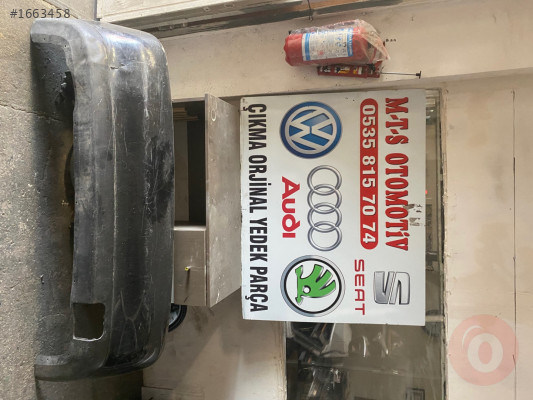 #1663458
M-T-S OTOMOTİV
0535 815 70 74
Audi
SEAT
ÇIKMA ORJİNAL YEDEK PARÇA